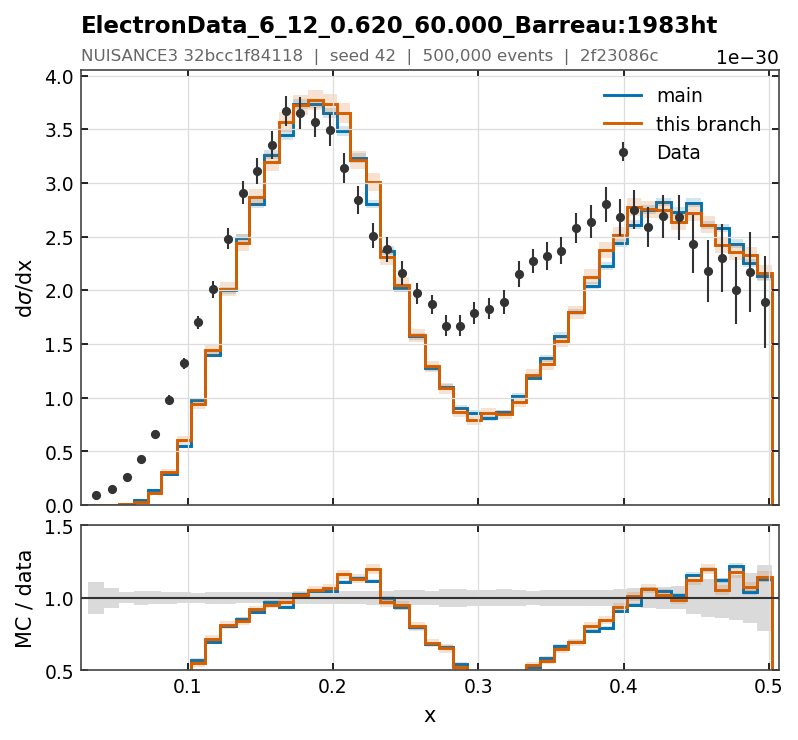 ElectronData_6_12_0.620_60.000_Barreau:1983ht
NUISANCE3 32bcc1f84118 | seed 42 | 500,000 events | 2f23086c
1e−30
main
this branch
Data
4.0
3.5
3.0
2.5
2.0
1.5
1.0
0.5
0.0
dσ/dx
1.5
1.0
0.5
MC / data
0.1 0.2 0.3 0.4 0.5
x